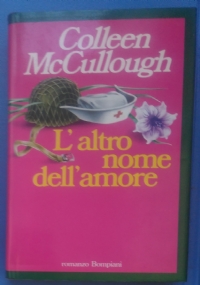 Colleen
McCullough
L'altro
nome
dell'amore
romanzo Bompiani